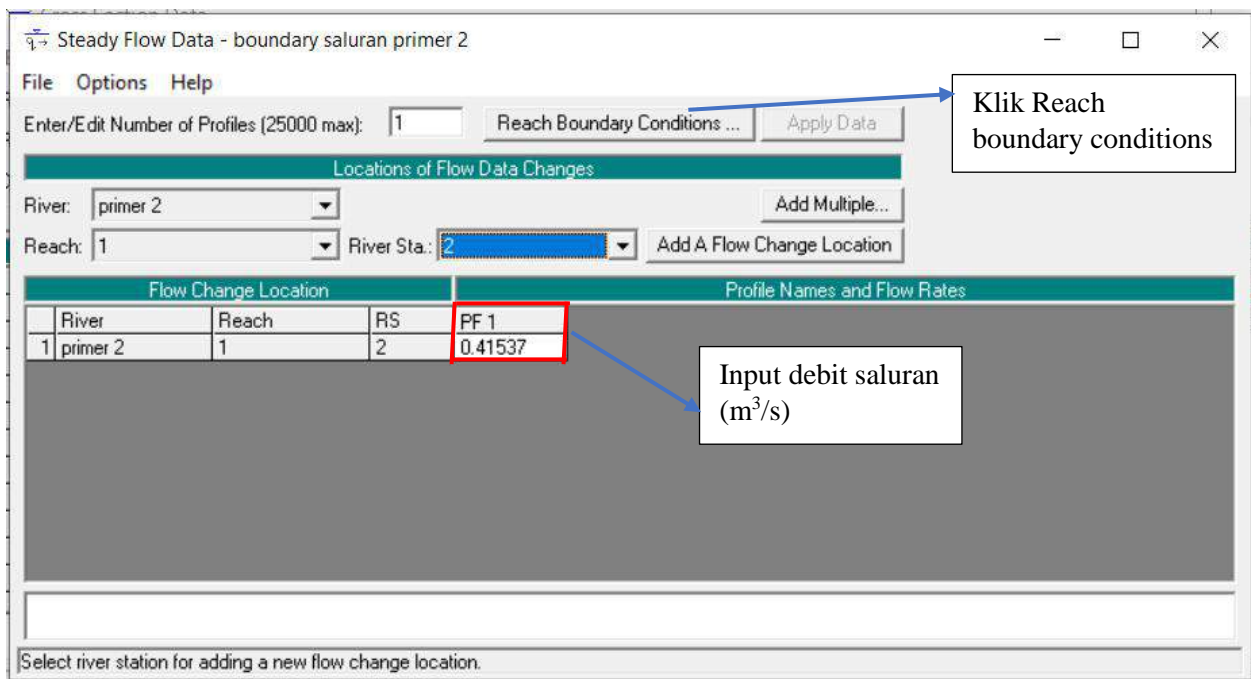 Steady Flow Data - boundary saluran primer 2
File Options Help
Enter/Edit Number of Profiles (25000 max): 1 Reach Boundary Conditions ... Apply Data
Klik Reach
boundary conditions
Locations of Flow Data Changes
River: primer 2 Add Multiple...
Reach: 1 River Sta.: 2 Add A Flow Change Location
Flow Change Location Profile Names and Flow Rates
River Reach RS PF 1
1 primer 2 1 2 0.41537
Input debit saluran
(m³/s)
Select river station for adding a new flow change location.